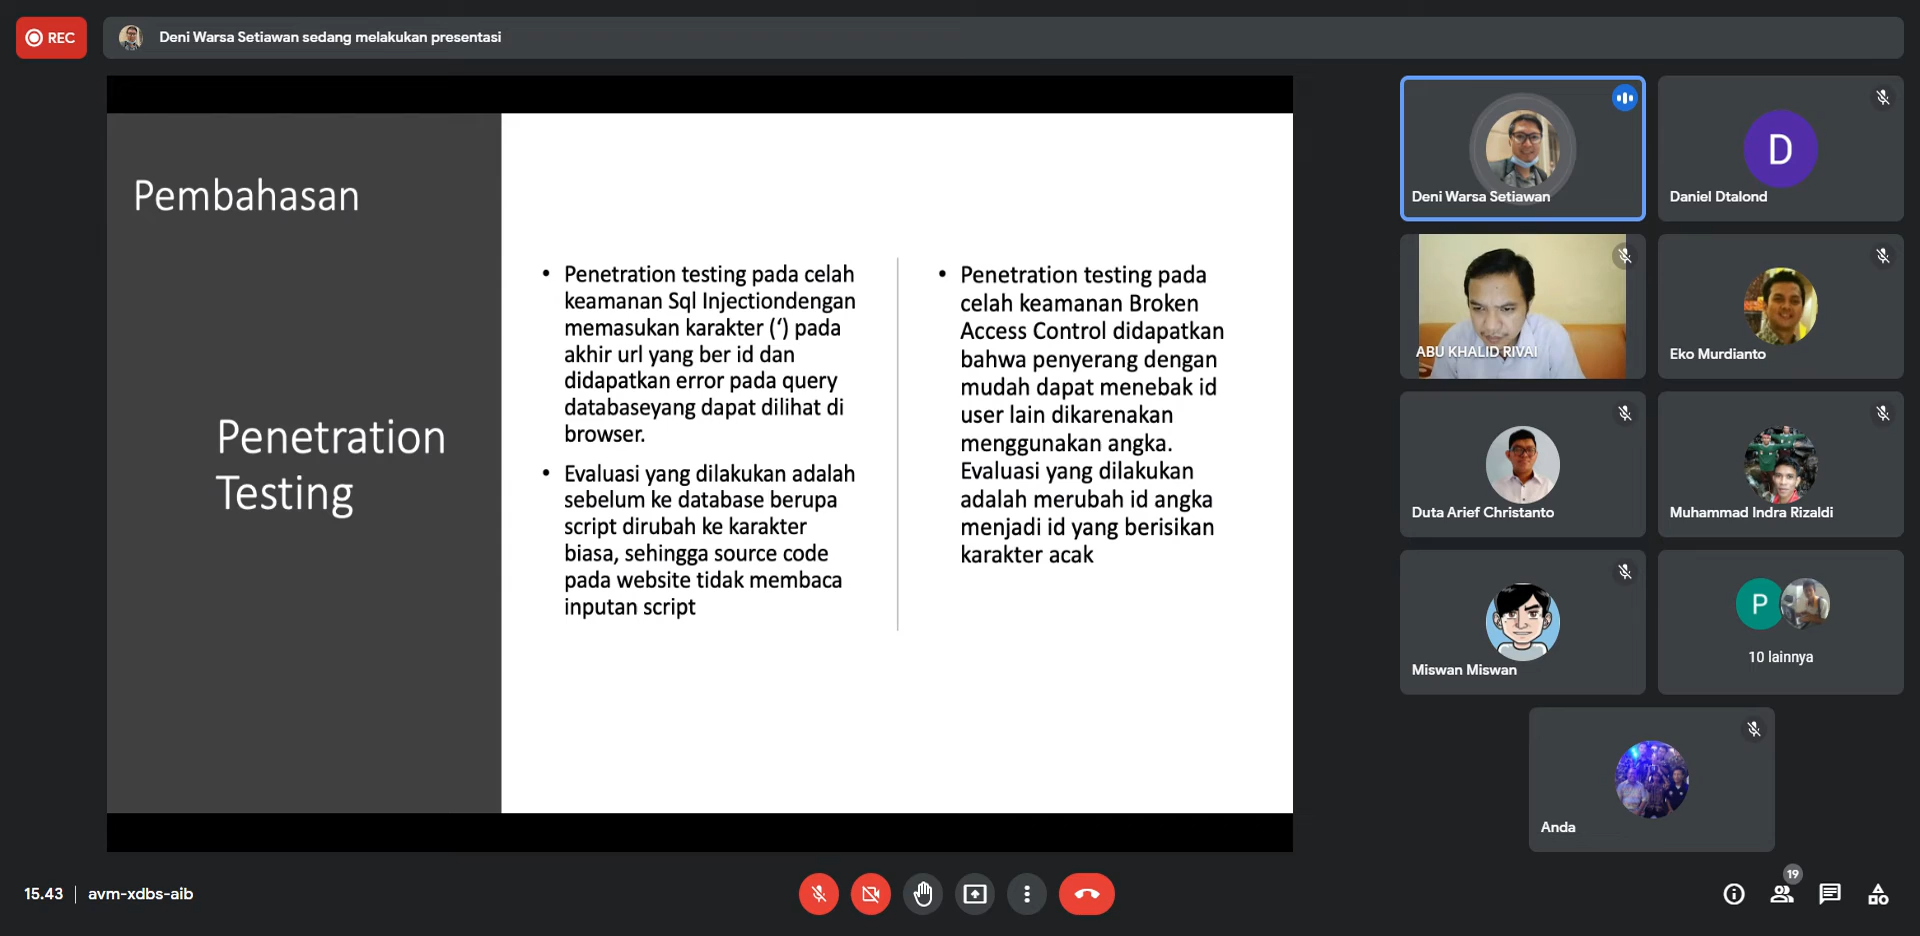 REC
Deni Warsa Setiawan sedang melakukan presentasi
Pembahasan
Penetration
Testing
• Penetration testing pada celah
keamanan Sql Injectiondengan
memasukan karakter (‘) pada
akhir url yang ber id dan
didapatkan error pada query
databaseyang dapat dilihat di
browser.
• Evaluasi yang dilakukan adalah
sebelum ke database berupa
script dirubah ke karakter
biasa, sehingga source code
pada website tidak membaca
inputan script
• Penetration testing pada
celah keamanan Broken
Access Control didapatkan
bahwa penyerang dengan
mudah dapat menebak id
user lain dikarenakan
menggunakan angka.
Evaluasi yang dilakukan
adalah merubah id angka
menjadi id yang berisikan
karakter acak
Deni Warsa Setiawan
D
Daniel Dtalond
ABU KHALID RIVAI
Eko Murdianto
Duta Arief Christanto
Muhammad Indra Rizaldi
Miswan Miswan
P
10 lainnya
Anda
15.43 | avm-xdbs-aib
19